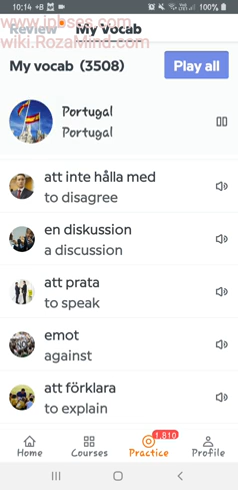 10:14 +B
100%
www.inbses.com
Review My Vocab
wiki.RozaMind.com
My vocab (3508) Play all
Portugal
Portugal
att inte hålla med
to disagree
en diskussion
a discussion
att prata
to speak
emot
against
att förklara
to explain
1,810
Home Courses Practice Profile